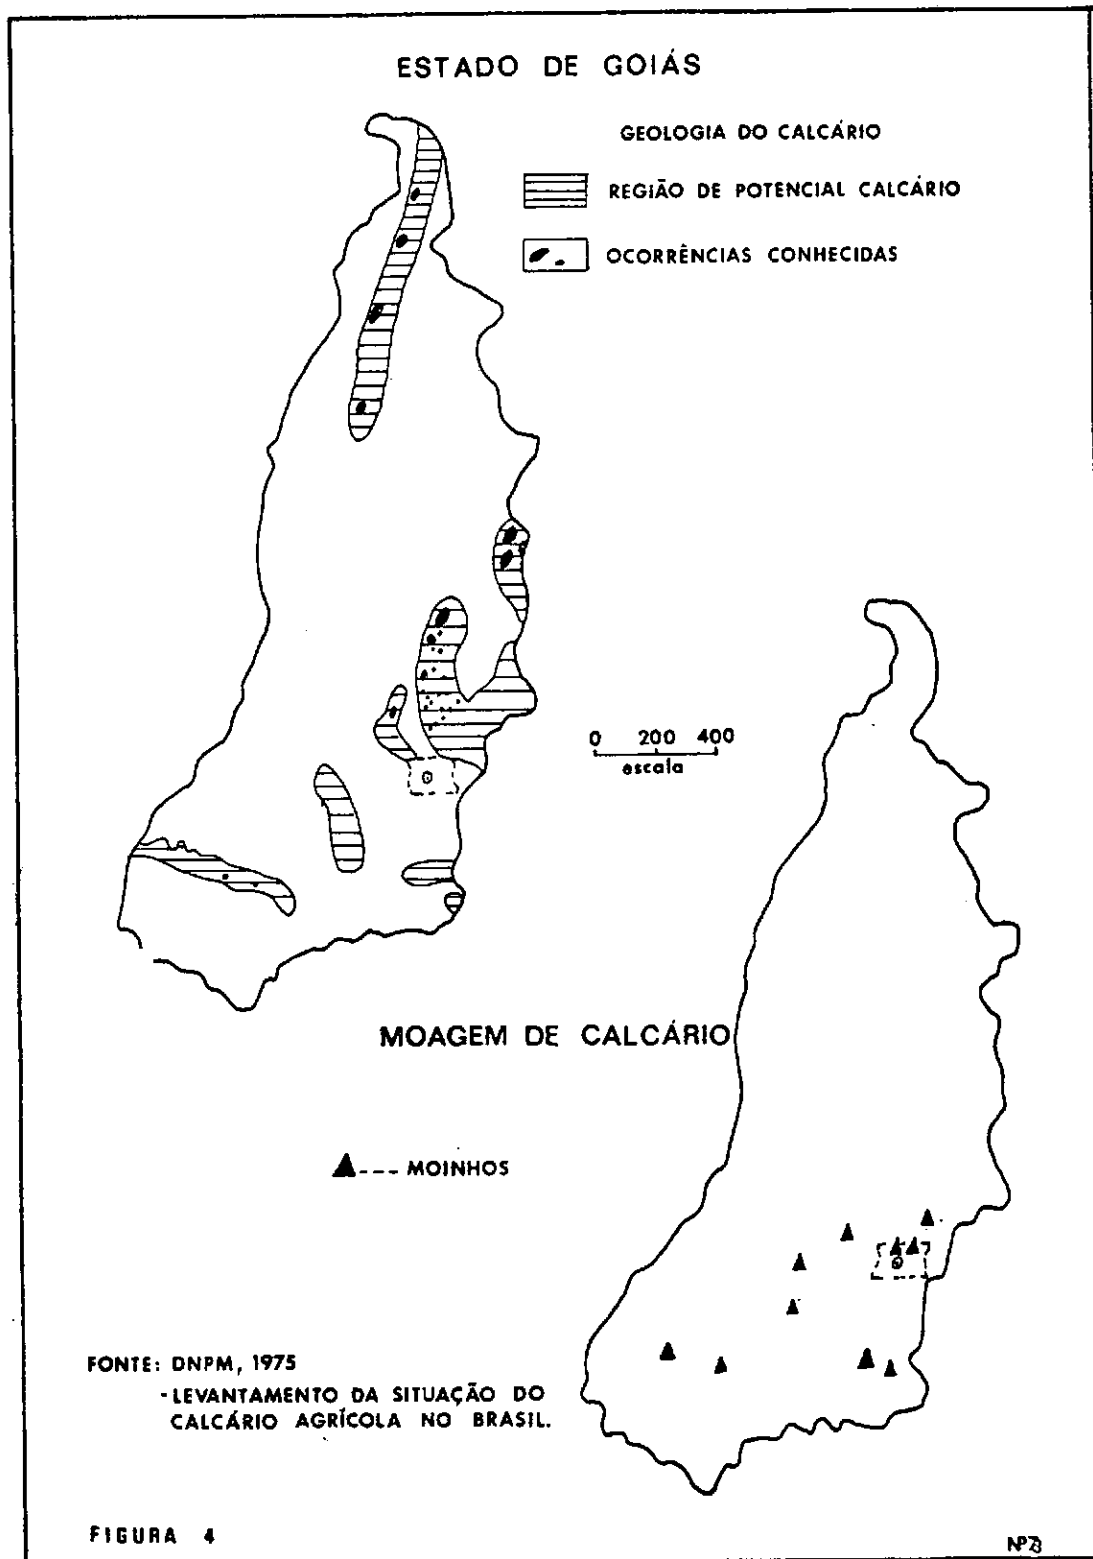 ESTADO DE GOIÁS
GEOLOGIA DO CALCÁRIO
REGIÃO DE POTENCIAL CALCÁRIO
OCORRÊNCIAS CONHECIDAS
0 200 400
escala
MOAGEM DE CALCÁRIO
--- MOINHOS
FONTE: DNPM, 1975
-LEVANTAMENTO DA SITUAÇÃO DO
CALCÁRIO AGRÍCOLA NO BRASIL.
FIGURA 4